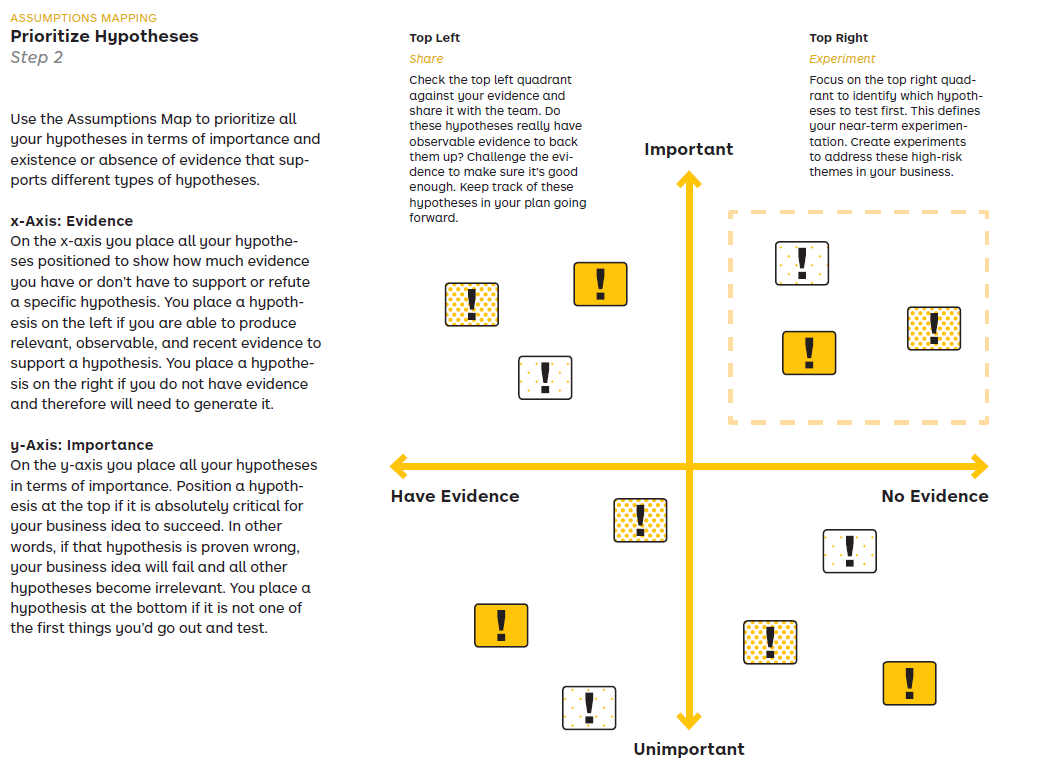 ASSUMPTIONS MAPPING
Prioritize Hypotheses
Step 2
Use the Assumptions Map to prioritize all
your hypotheses in terms of importance and
existence or absence of evidence that sup-
ports different types of hypotheses.
x-Axis: Evidence
On the x-axis you place all your hypothe-
ses positioned to show how much evidence
you have or don't have to support or refute
a specific hypothesis. You place a hypoth-
esis on the left if you are able to produce
relevant, observable, and recent evidence to
support a hypothesis. You place a hypothe-
sis on the right if you do not have evidence
and therefore will need to generate it.
y-Axis: Importance
On the y-axis you place all your hypotheses
in terms of importance. Position a hypoth-
esis at the top if it is absolutely critical for
your business idea to succeed. In other
words, if that hypothesis is proven wrong,
your business idea will fail and all other
hypotheses become irrelevant. You place a
hypothesis at the bottom if it is not one of
the first things you'd go out and test.
Top Left
Share
Check the top left quadrant
against your evidence and
share it with the team. Do
these hypotheses really have
observable evidence to back
them up? Challenge the evi-
dence to make sure it's good
enough. Keep track of these
hypotheses in your plan going
forward.
Top Right
Experiment
Focus on the top right quad-
rant to identify which hypoth-
eses to test first. This defines
your near-term experimen-
tation. Create experiments
to address these high-risk
themes in your business.
Important
!
!
!
!
!
!
Have Evidence
No Evidence
!
!
!
!
!
!
Unimportant